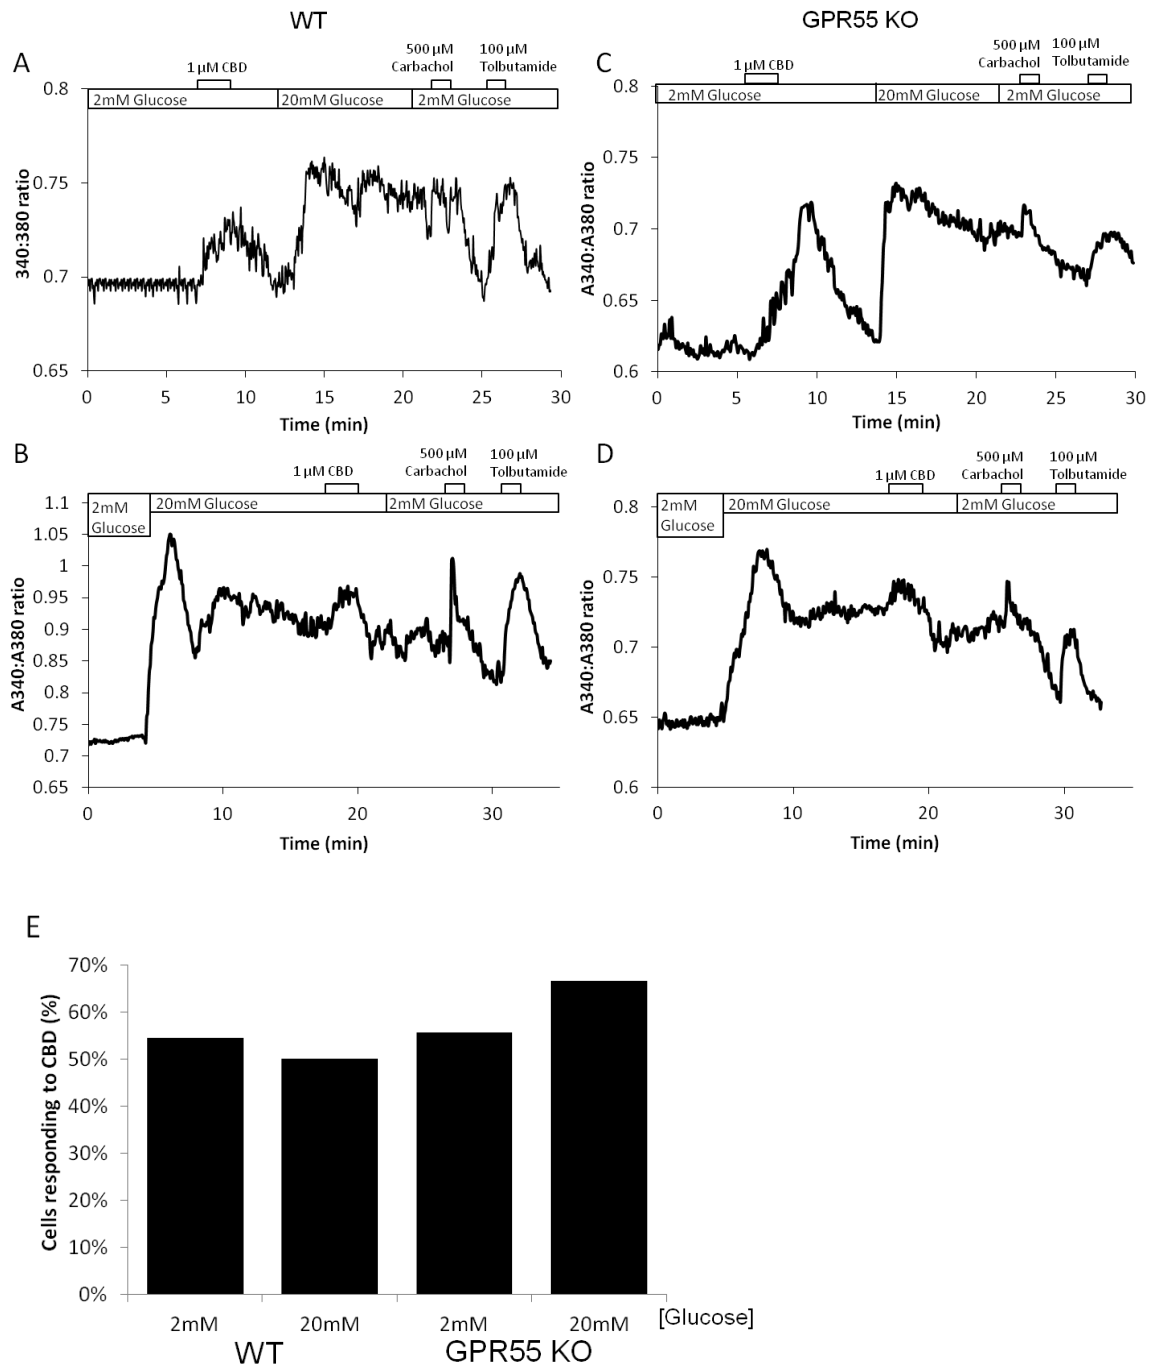 WT
GPR55 KO
A
500 µM
100 µM
1 µM CBD
Carbachol
Tolbutamide
2mM Glucose
20mM Glucose
2mM Glucose
0.8
0.75
0.7
0.65
340:380 ratio
0
5
10
15
20
25
30
Time (min)
C
500 µM
100 µM
1 µM CBD
Carbachol
Tolbutamide
2mM Glucose
20mM Glucose
2mM Glucose
0.8
0.75
0.7
0.65
0.6
A340:A380 ratio
0
5
10
15
20
25
30
Time (min)
B
500 µM
100 µM
1 µM CBD
Carbachol
Tolbutamide
2mM
Glucose
20mM Glucose
2mM Glucose
1.1
1.05
1
0.95
0.9
0.85
0.8
0.75
0.7
0.65
A340:A380 ratio
0
10
20
30
Time (min)
D
500 µM
100 µM
1 µM CBD
Carbachol
Tolbutamide
2mM
Glucose
20mM Glucose
2mM Glucose
0.8
0.75
0.7
0.65
0.6
A340:A380 ratio
0
10
20
30
Time (min)
E
70%
60%
50%
40%
30%
20%
10%
0%
Cells responding to CBD (%)
2mM
20mM
2mM
20mM
[Glucose]
WT
GPR55 KO